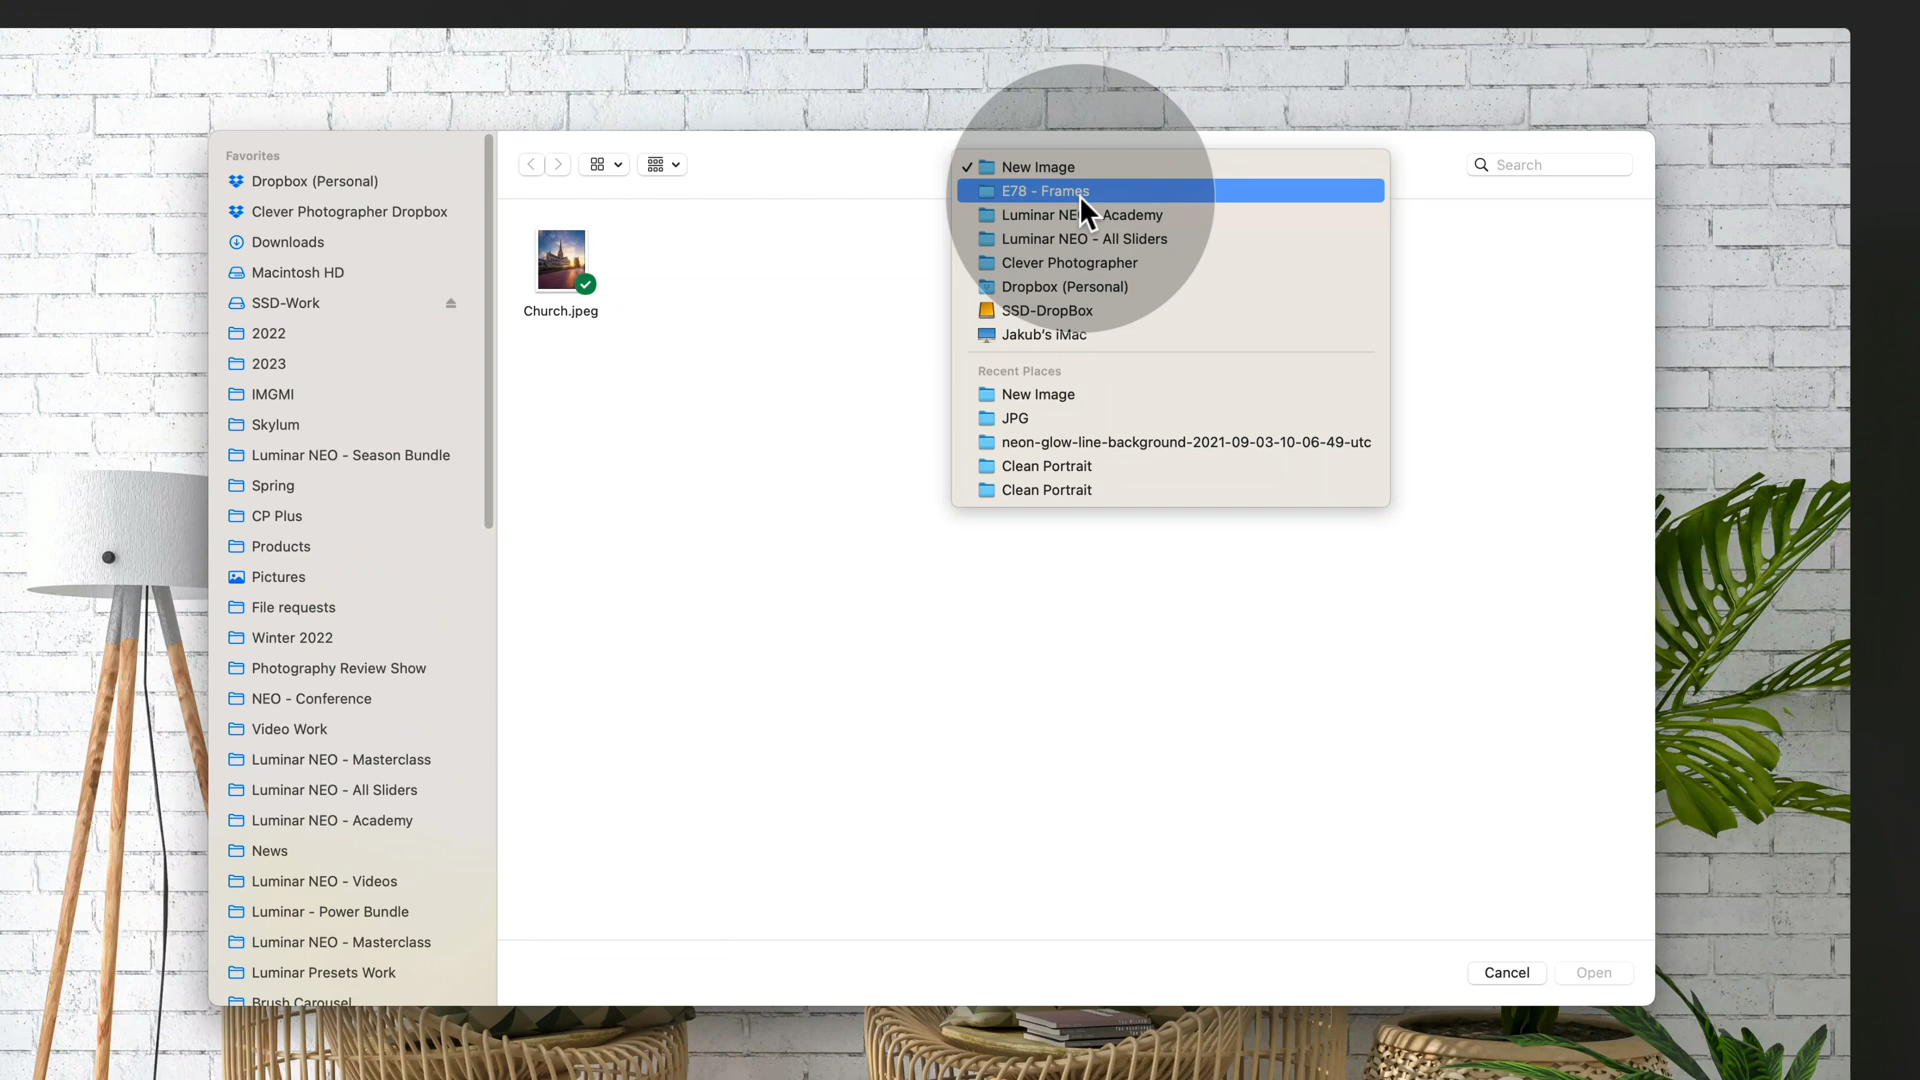 Favorites
Dropbox (Personal)
Clever Photographer Dropbox
Downloads
Macintosh HD
SSD-Work
2022
2023
IMGMI
Skylum
Luminar NEO - Season Bundle
Spring
CP Plus
Products
Pictures
File requests
Winter 2022
Photography Review Show
NEO - Conference
Video Work
Luminar NEO - Masterclass
Luminar NEO - All Sliders
Luminar NEO - Academy
News
Luminar NEO - Videos
Luminar - Power Bundle
Luminar NEO - Masterclass
Luminar Presets Work
Brush Carousel
Church.jpeg
New Image
E78 - Frames
Luminar NEO - Academy
Luminar NEO - All Sliders
Clever Photographer
Dropbox (Personal)
SSD-DropBox
Jakub's iMac
Recent Places
New Image
JPG
neon-glow-line-background-2021-09-03-10-06-49-utc
Clean Portrait
Clean Portrait
Search
Cancel
Open